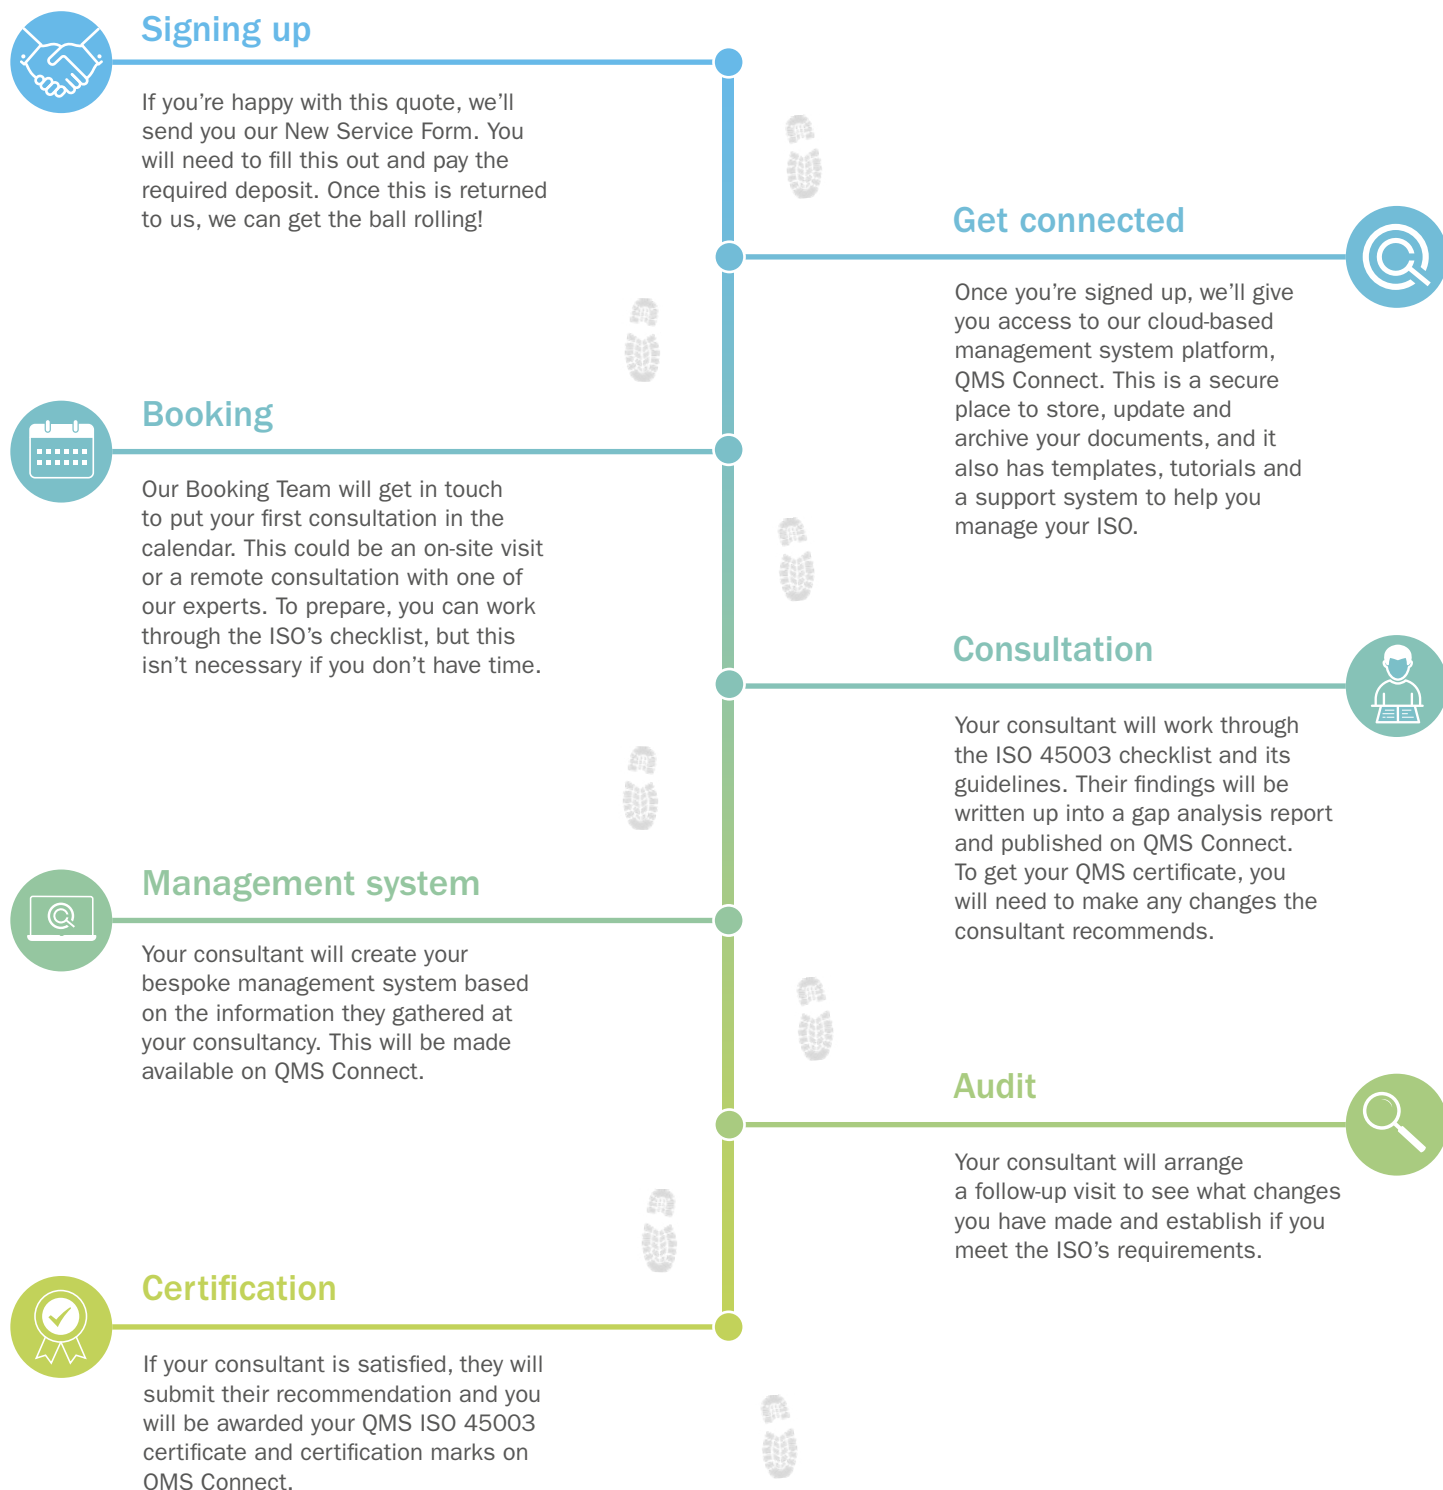 Signing up
If you’re happy with this quote, we’ll
send you our New Service Form. You
will need to fill this out and pay the
required deposit. Once this is returned
to us, we can get the ball rolling!
Get connected
Once you’re signed up, we’ll give
you access to our cloud-based
management system platform,
QMS Connect. This is a secure
place to store, update and
archive your documents, and it
also has templates, tutorials and
a support system to help you
manage your ISO.
Booking
Our Booking Team will get in touch
to put your first consultation in the
calendar. This could be an on-site visit
or a remote consultation with one of
our experts. To prepare, you can work
through the ISO’s checklist, but this
isn’t necessary if you don’t have time.
Consultation
Your consultant will work through
the ISO 45003 checklist and its
guidelines. Their findings will be
written up into a gap analysis report
and published on QMS Connect.
To get your QMS certificate, you
will need to make any changes the
consultant recommends.
Management system
Your consultant will create your
bespoke management system based
on the information they gathered at
your consultancy. This will be made
available on QMS Connect.
Audit
Your consultant will arrange
a follow-up visit to see what changes
you have made and establish if you
meet the ISO’s requirements.
Certification
If your consultant is satisfied, they will
submit their recommendation and you
will be awarded your QMS ISO 45003
certificate and certification marks on
QMS Connect.